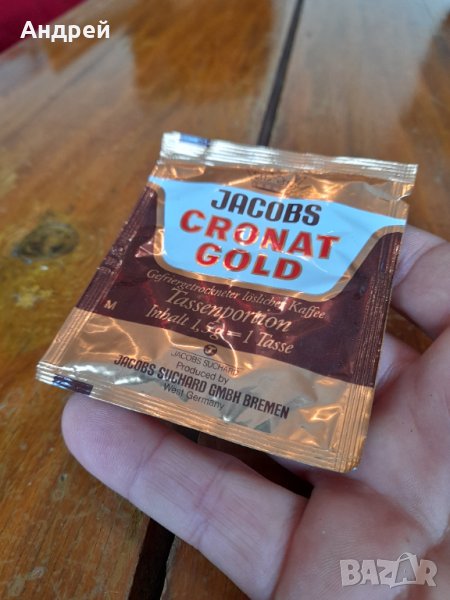 Андрей
JACOBS
CRONAT
GOLD
Gefriergetrockneter löslicher Kaffee
Tassenportion
Inhalt 1,5g = 1 Tasse
M
JACOBS SUCHARD
Produced by
JACOBS SUCHARD GMBH BREMEN
West Germany
BAZAR